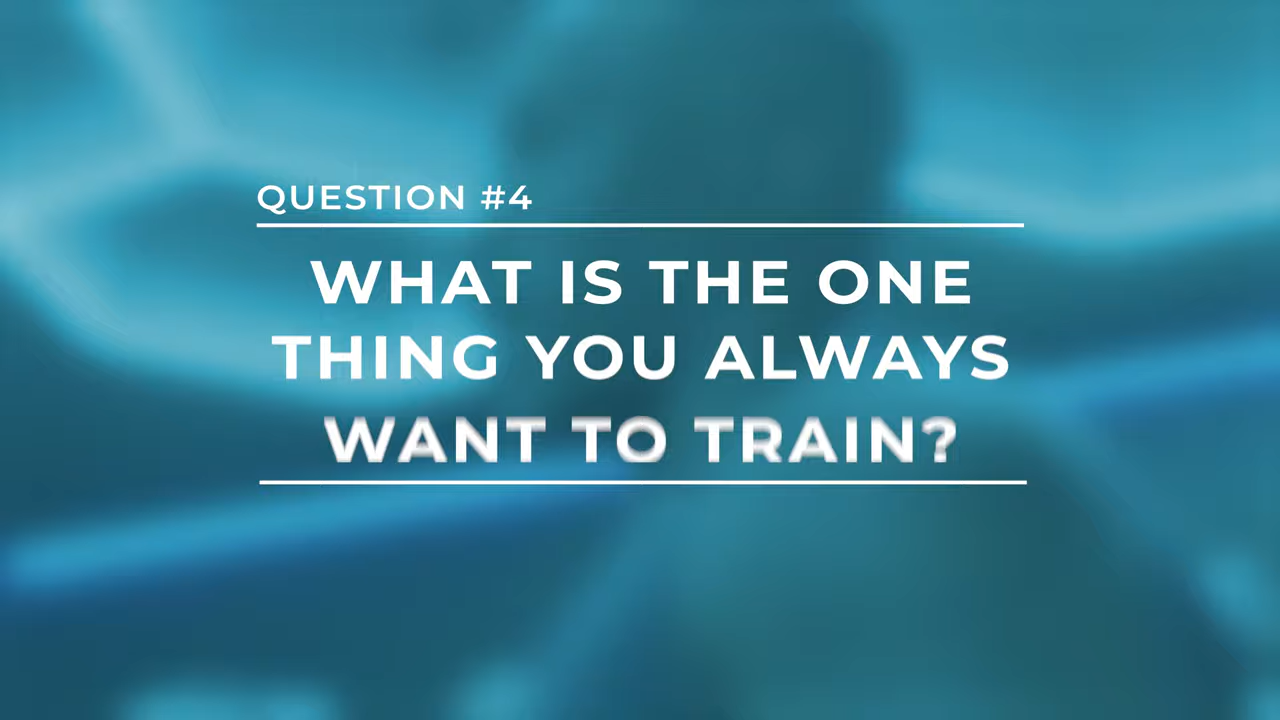 QUESTION #4
WHAT IS THE ONE
THING YOU ALWAYS
WANT TO TRAIN?